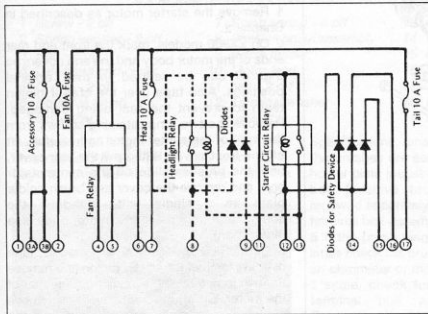 Accessory 10 A Fuse
Fan 10A Fuse
Fan Relay
Head 10 A Fuse
Headlight Relay
Diodes
Starter Circuit Relay
Diodes for Safety Device
Tail 10 A Fuse
1 3A 3B 2 4 5 6 7 8 9 11 12 13 14 15 16 17